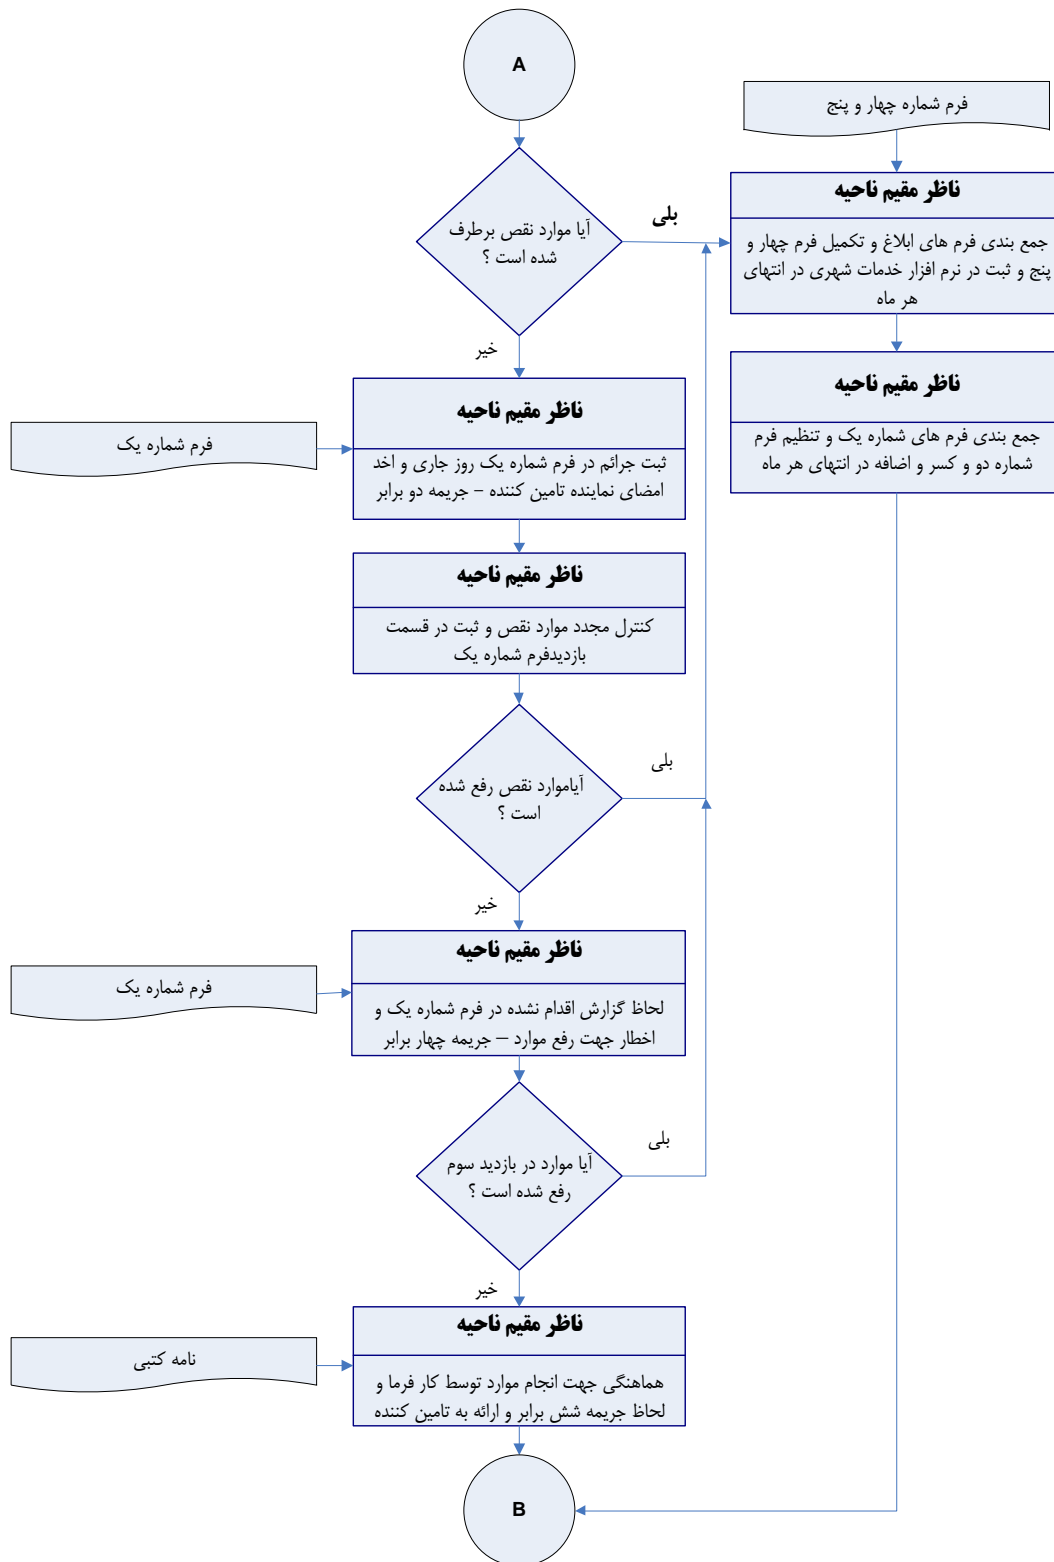 A
فرم شماره چهار و پنج
ناظر مقیم ناحیه
جمع بندی فرم های ابلاغ و تکمیل فرم چهار و
پنج و ثبت در نرم افزار خدمات شهری در انتهای
هر ماه
بلی
آیا موارد نقص برطرف
شده است ؟
خیر
ناظر مقیم ناحیه
جمع بندی فرم های شماره یک و تنظیم فرم
شماره دو و کسر و اضافه در انتهای هر ماه
ناظر مقیم ناحیه
ثبت جرائم در فرم شماره یک روز جاری و اخد
امضای نماینده تامین کننده – جریمه دو برابر
فرم شماره یک
ناظر مقیم ناحیه
کنترل مجدد موارد نقص و ثبت در قسمت
بازدیدفرم شماره یک
بلی
آیاموارد نقص رفع شده
است ؟
خیر
ناظر مقیم ناحیه
لحاظ گزارش اقدام نشده در فرم شماره یک و
اخطار جهت رفع موارد – جریمه چهار برابر
فرم شماره یک
بلی
آیا موارد در بازدید سوم
رفع شده است ؟
خیر
ناظر مقیم ناحیه
هماهنگی جهت انجام موارد توسط کار فرما و
لحاظ جریمه شش برابر و ارائه به تامین کننده
نامه کتبی
B